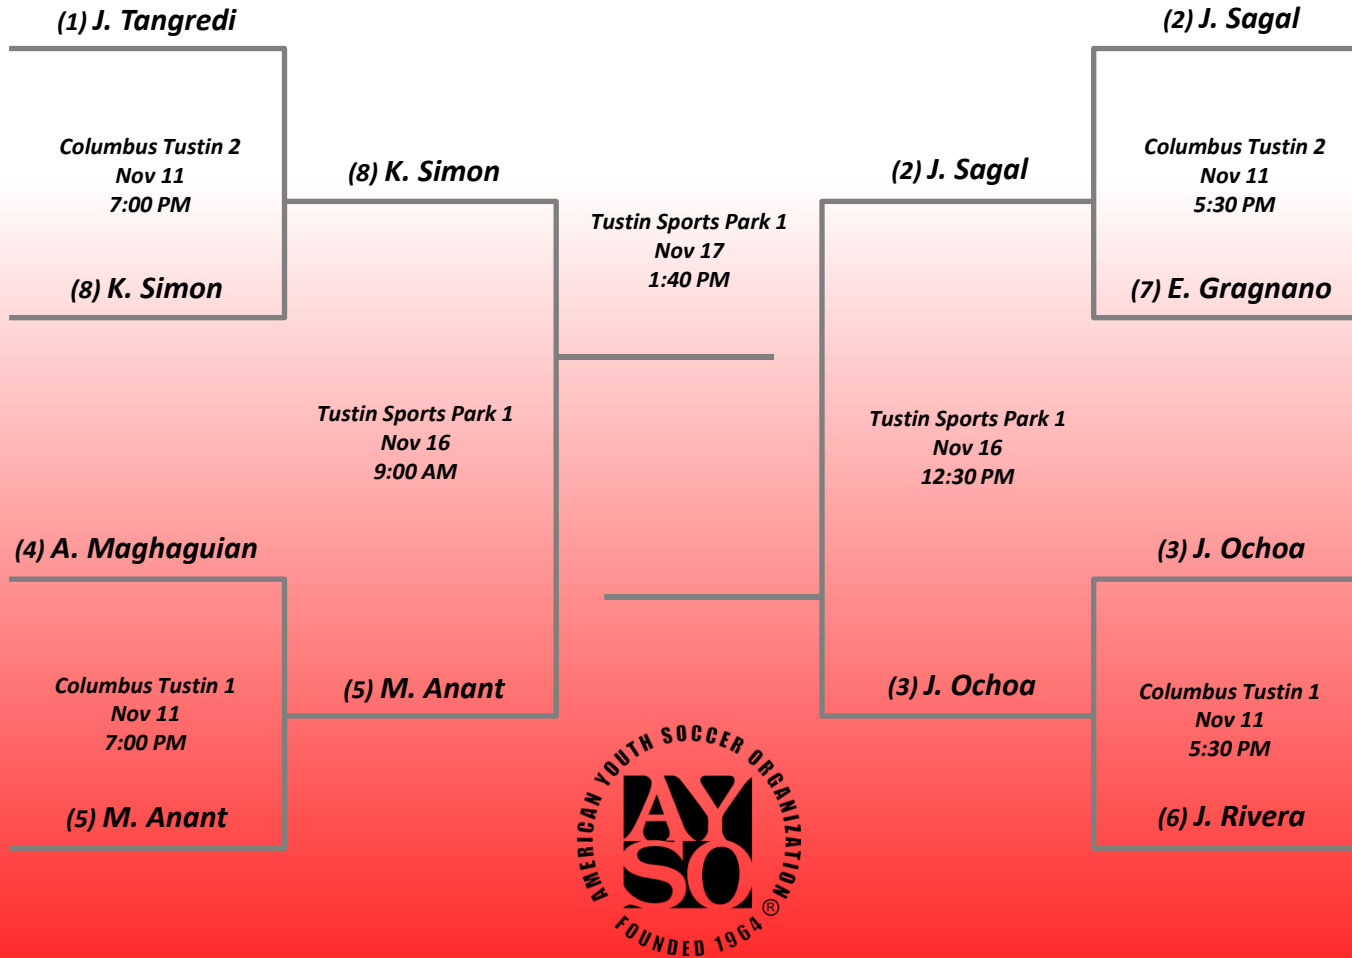 (1) J. Tangredi
Columbus Tustin 2
Nov 11
7:00 PM
(8) K. Simon
(4) A. Maghaguian
Columbus Tustin 1
Nov 11
7:00 PM
(5) M. Anant
(8) K. Simon
Tustin Sports Park 1
Nov 16
9:00 AM
(5) M. Anant
Tustin Sports Park 1
Nov 17
1:40 PM
(2) J. Sagal
Tustin Sports Park 1
Nov 16
12:30 PM
(3) J. Ochoa
(2) J. Sagal
Columbus Tustin 2
Nov 11
5:30 PM
(7) E. Gragnano
(3) J. Ochoa
Columbus Tustin 1
Nov 11
5:30 PM
(6) J. Rivera
AMERICAN YOUTH SOCCER ORGANIZATION
AY
SO
®
FOUNDED 1964